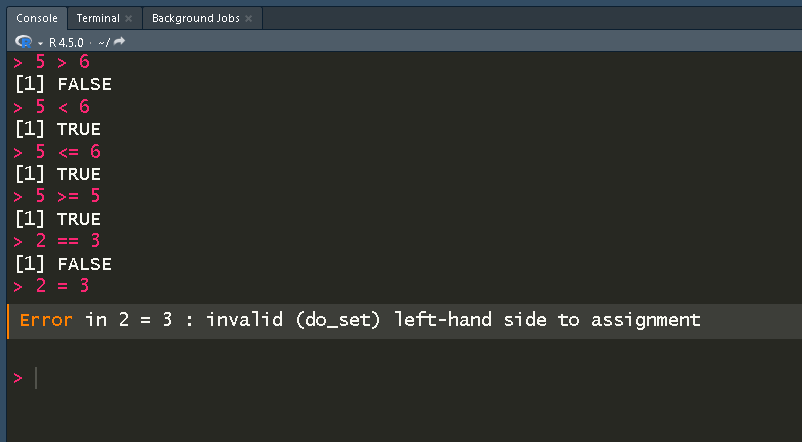 Console Terminal Background Jobs
R 4.5.0 · ~/
> 5 > 6
[1] FALSE
> 5 < 6
[1] TRUE
> 5 <= 6
[1] TRUE
> 5 >= 5
[1] TRUE
> 2 == 3
[1] FALSE
> 2 = 3
Error in 2 = 3 : invalid (do_set) left-hand side to assignment
>